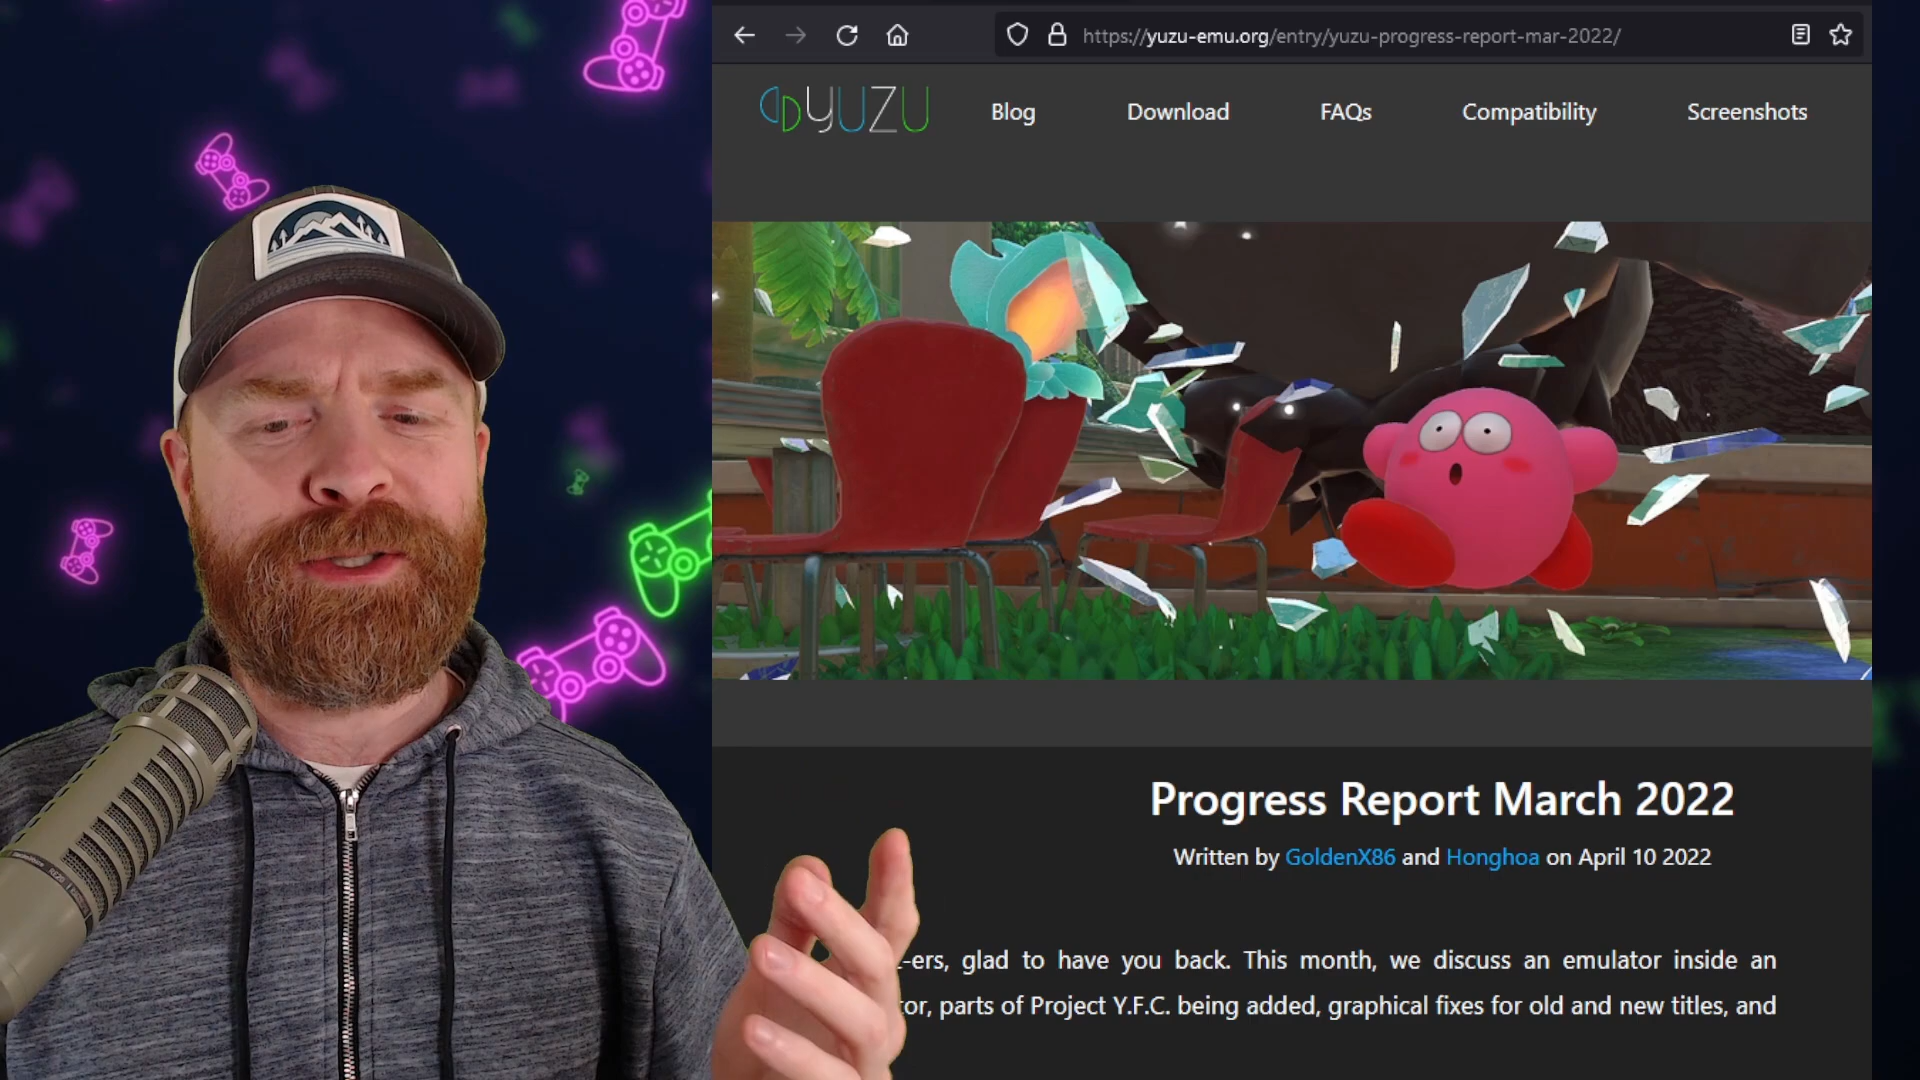 https://yuzu-emu.org/entry/yuzu-progress-report-mar-2022/
YUZU
Blog
Download
FAQs
Compatibility
Screenshots
Progress Report March 2022
Written by GoldenX86 and Honghoa on April 10 2022
-ers, glad to have you back. This month, we discuss an emulator inside an
tor, parts of Project Y.F.C. being added, graphical fixes for old and new titles, and